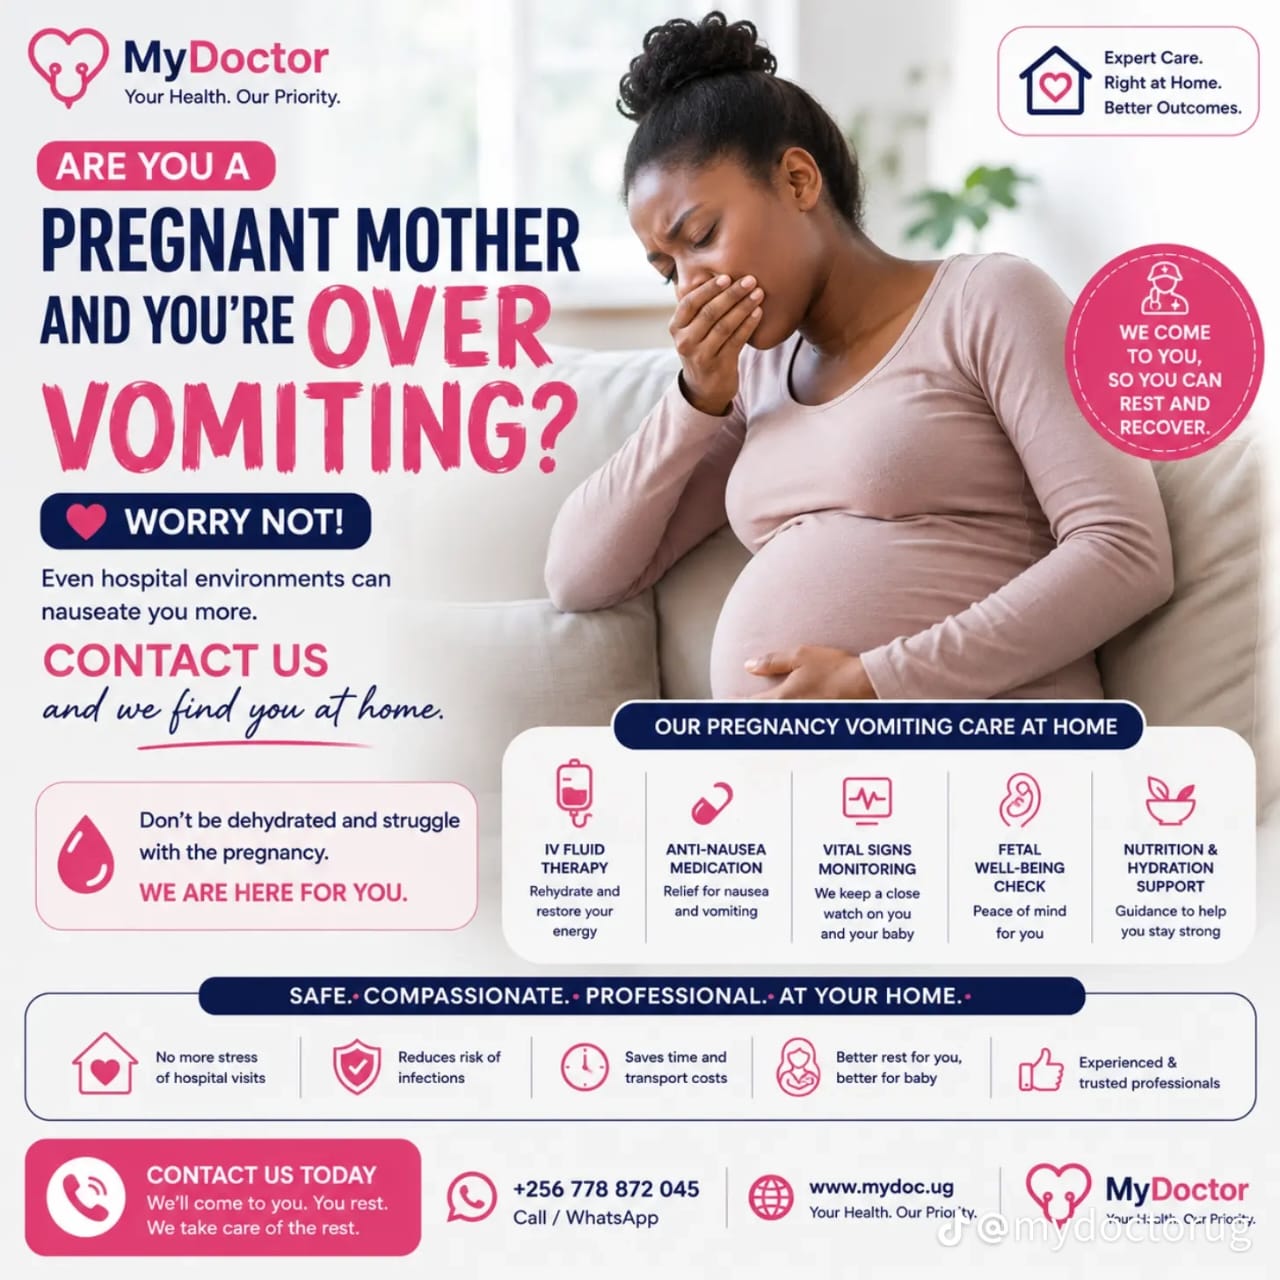 MyDoctor
Your Health. Our Priority.
Expert Care.
Right at Home.
Better Outcomes.
ARE YOU A
PREGNANT MOTHER
AND YOU'RE OVER
VOMITING?
WE COME
TO YOU,
SO YOU CAN
REST AND
RECOVER.
WORRY NOT!
Even hospital environments can
nauseate you more.
CONTACT US
and we find you at home.
Don't be dehydrated and struggle
with the pregnancy.
WE ARE HERE FOR YOU.
OUR PREGNANCY VOMITING CARE AT HOME
IV FLUID
THERAPY
Rehydrate and
restore your
energy
ANTI-NAUSEA
MEDICATION
Relief for nausea
and vomiting
VITAL SIGNS
MONITORING
We keep a close
watch on you
and your baby
FETAL
WELL-BEING
CHECK
Peace of mind
for you
NUTRITION &
HYDRATION
SUPPORT
Guidance to help
you stay strong
SAFE. • COMPASSIONATE. • PROFESSIONAL. • AT YOUR HOME. •
No more stress
of hospital visits
Reduces risk of
infections
Saves time and
transport costs
Better rest for you,
better for baby
Experienced &
trusted professionals
CONTACT US TODAY
We'll come to you. You rest.
We take care of the rest.
+256 778 872 045
Call / WhatsApp
www.mydoc.ug
Your Health. Our Priority.
MyDoctor
Your Health. Our Priority.
@mydoctorug